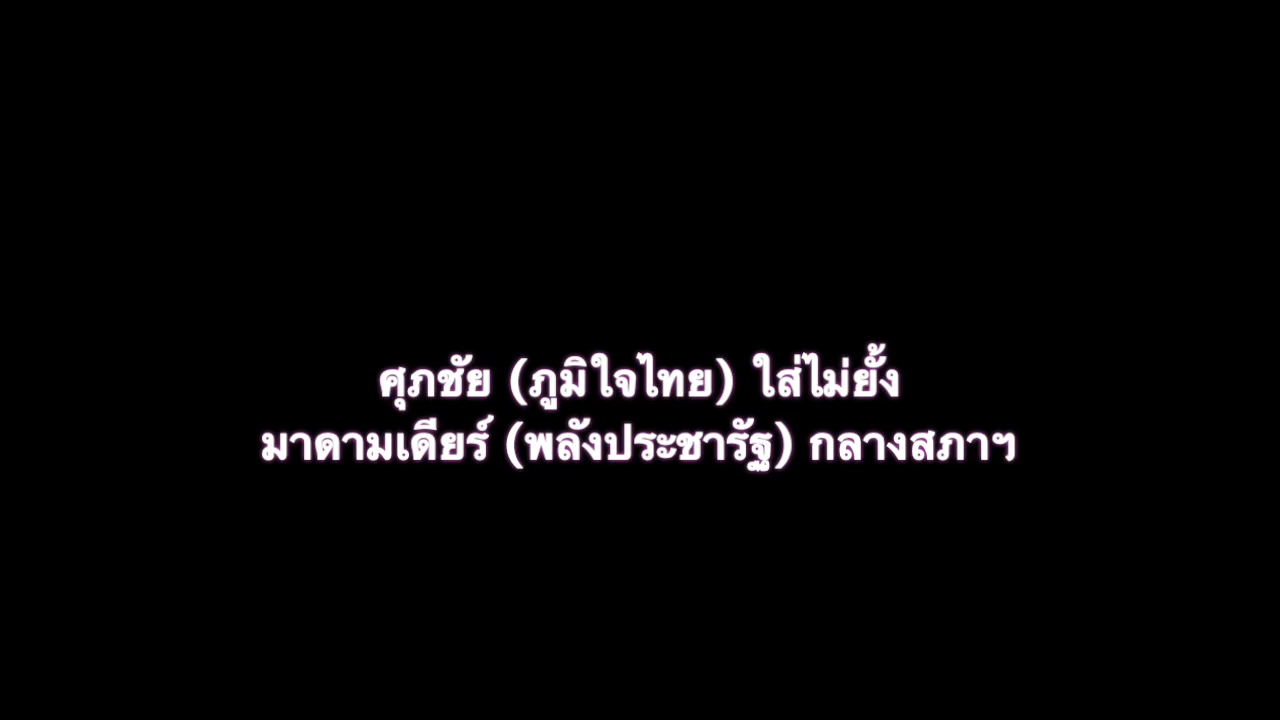 ศุภชัย (ภูมิใจไทย) ใส่ไม่ยั้ง
มาดามเดียร์ (พลังประชารัฐ) กลางสภาฯ